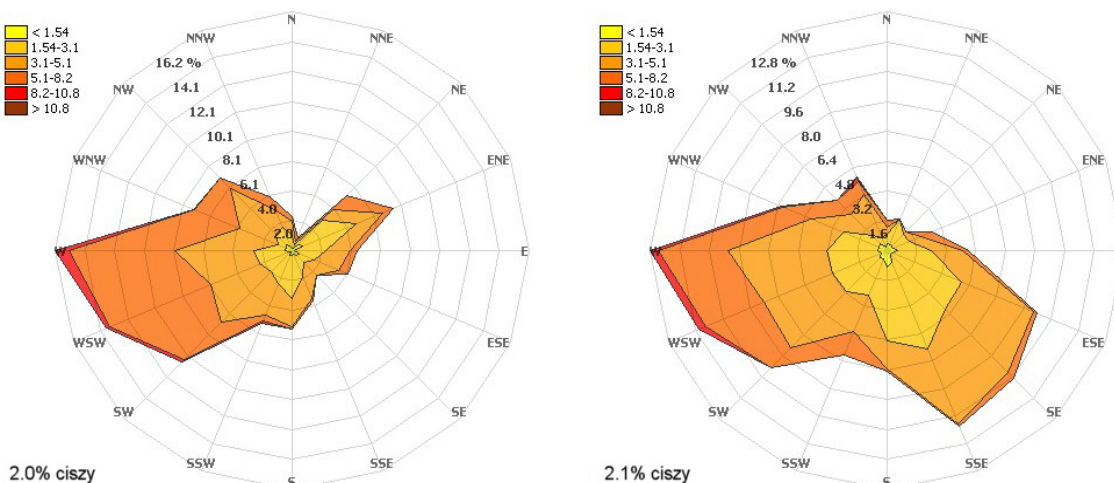 < 1.54
1.54-3.1
3.1-5.1
5.1-8.2
8.2-10.8
> 10.8
N
NNE
NE
ENE
E
ESE
SE
SSE
S
SSW
SW
WSW
W
WNW
NW
NNW
16.2 %
14.1
12.1
10.1
8.1
6.1
4.0
2.0
2.0% ciszy
< 1.54
1.54-3.1
3.1-5.1
5.1-8.2
8.2-10.8
> 10.8
N
NNE
NE
ENE
E
ESE
SE
SSE
S
SSW
SW
WSW
W
WNW
NW
NNW
12.8 %
11.2
9.6
8.0
6.4
4.8
3.2
1.6
2.1% ciszy